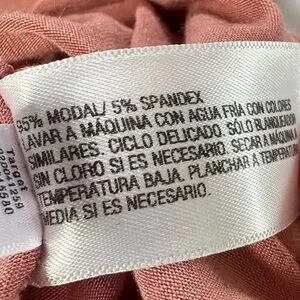 95% MODAL/ 5% SPANDEX
LAVAR A MÁQUINA CON AGUA FRÍA CON COLORES
SIMILARES. CICLO DELICADO. SÓLO BLANQUEADOR
SIN CLORO SI ES NECESARIO. SECAR A MÁQUINA
TEMPERATURA BAJA. PLANCHAR A TEMPERATURA
MEDIA SI ES NECESARIO.
Target